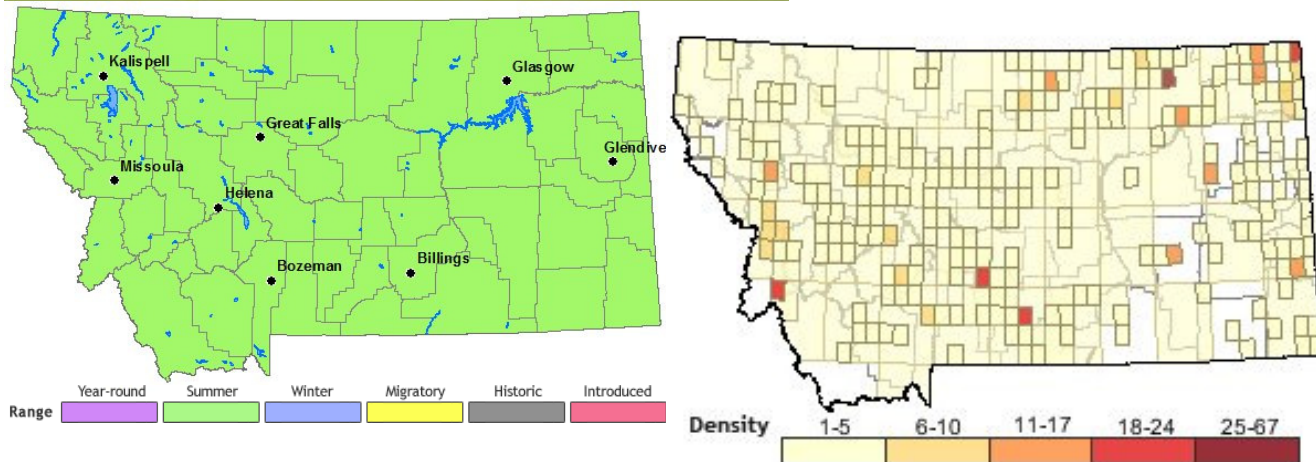 Kalispell
Glasgow
Great Falls
Glendive
Missoula
Helena
Bozeman
Billings
Year-round Summer Winter Migratory Historic Introduced
Range
Density 1-5 6-10 11-17 18-24 25-67